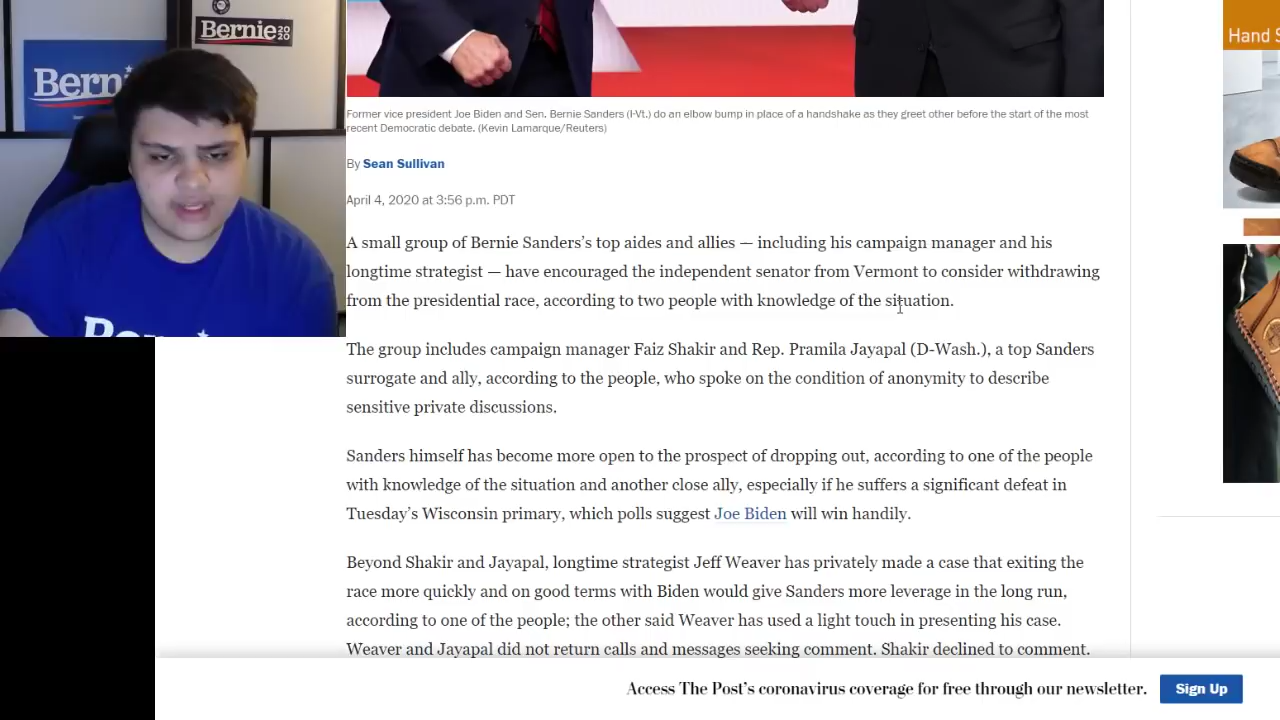 Bernie 2020
Bern
Be
Hand S
Former vice president Joe Biden and Sen. Bernie Sanders (I-Vt.) do an elbow bump in place of a handshake as they greet other before the start of the most
recent Democratic debate. (Kevin Lamarque/Reuters)
By Sean Sullivan
April 4, 2020 at 3:56 p.m. PDT
A small group of Bernie Sanders’s top aides and allies — including his campaign manager and his
longtime strategist — have encouraged the independent senator from Vermont to consider withdrawing
from the presidential race, according to two people with knowledge of the situation.
The group includes campaign manager Faiz Shakir and Rep. Pramila Jayapal (D-Wash.), a top Sanders
surrogate and ally, according to the people, who spoke on the condition of anonymity to describe
sensitive private discussions.
Sanders himself has become more open to the prospect of dropping out, according to one of the people
with knowledge of the situation and another close ally, especially if he suffers a significant defeat in
Tuesday’s Wisconsin primary, which polls suggest Joe Biden will win handily.
Beyond Shakir and Jayapal, longtime strategist Jeff Weaver has privately made a case that exiting the
race more quickly and on good terms with Biden would give Sanders more leverage in the long run,
according to one of the people; the other said Weaver has used a light touch in presenting his case.
Weaver and Jayapal did not return calls and messages seeking comment. Shakir declined to comment.
Access The Post’s coronavirus coverage for free through our newsletter.
Sign Up